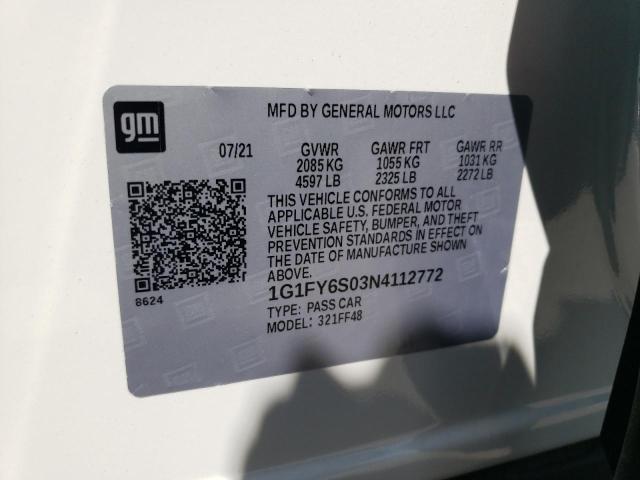 gm
MFD BY GENERAL MOTORS LLC
07/21 GVWR GAWR FRT GAWR RR
2085 KG 1055 KG 1031 KG
4597 LB 2325 LB 2272 LB
THIS VEHICLE CONFORMS TO ALL
APPLICABLE U.S. FEDERAL MOTOR
VEHICLE SAFETY, BUMPER, AND THEFT
PREVENTION STANDARDS IN EFFECT ON
THE DATE OF MANUFACTURE SHOWN
ABOVE.
8624
1G1FY6S03N4112772
TYPE: PASS CAR
MODEL: 321FF48